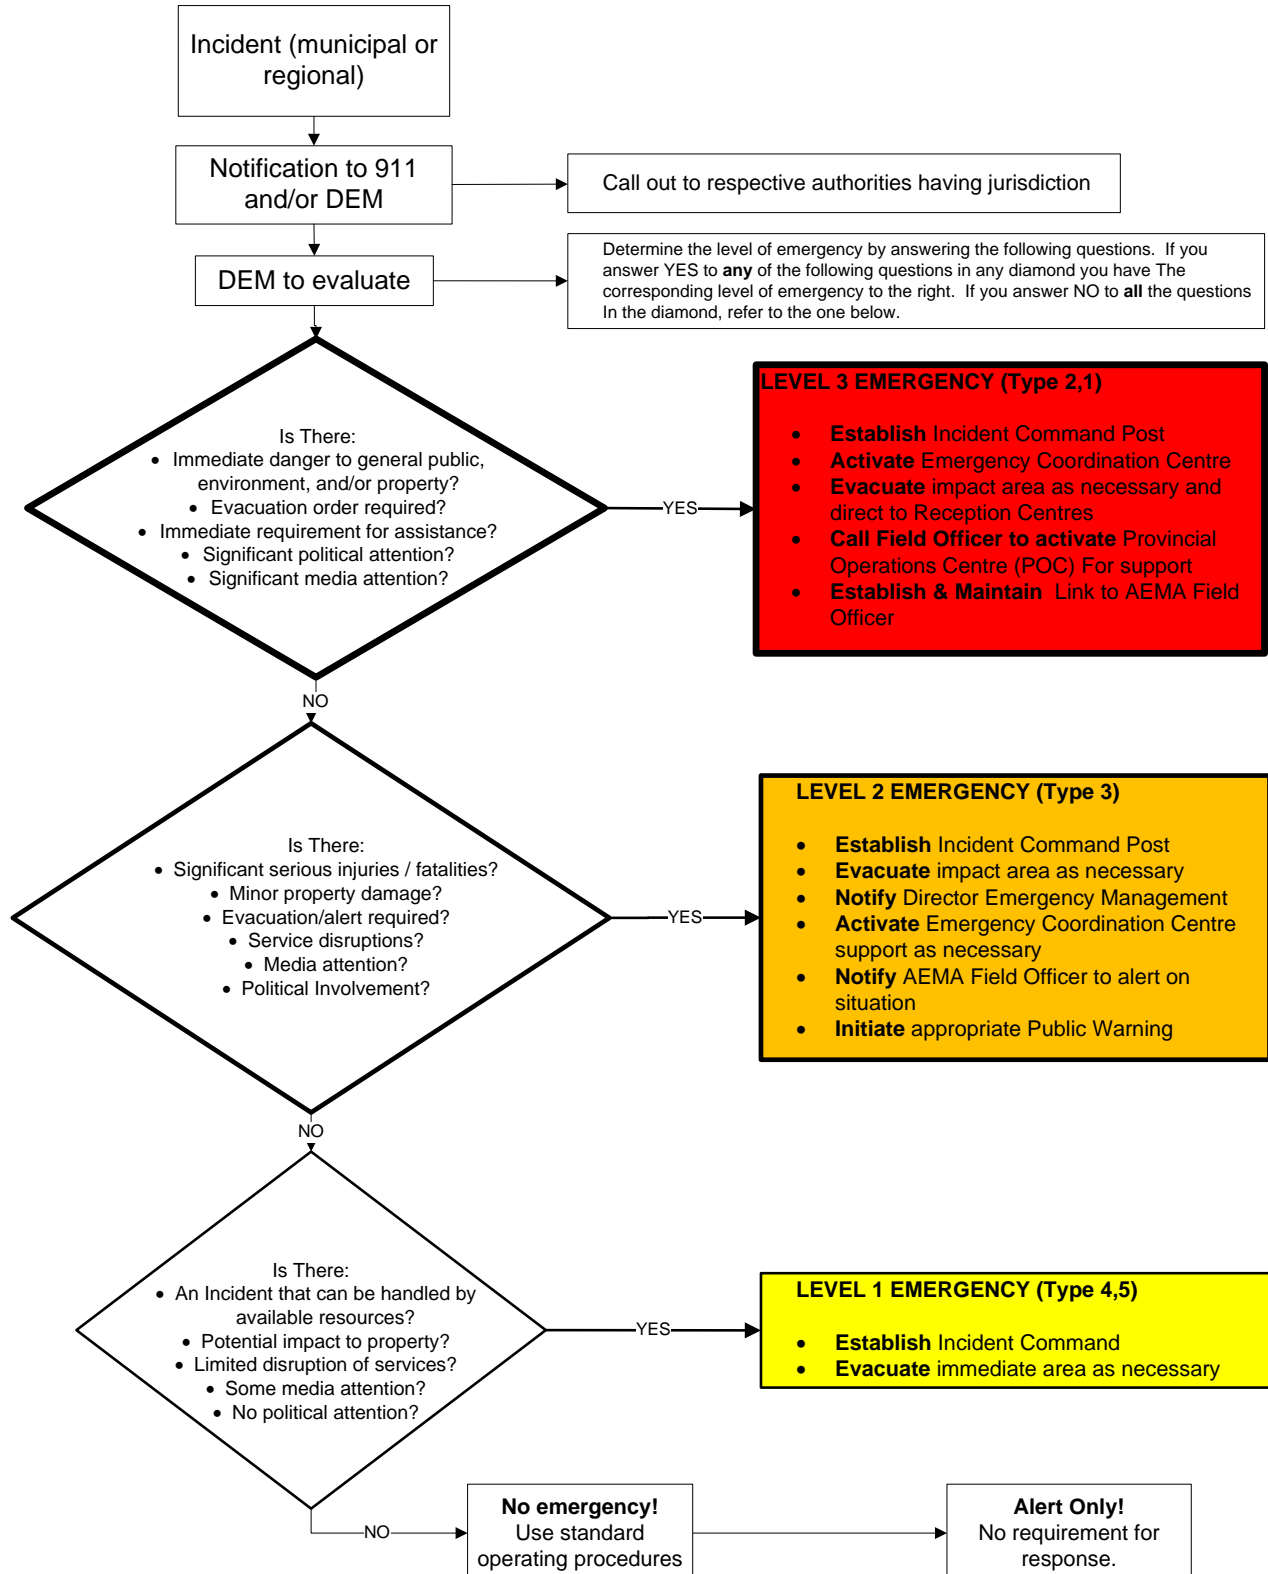 Incident (municipal or
regional)
Notification to 911
and/or DEM
Call out to respective authorities having jurisdiction
DEM to evaluate
Determine the level of emergency by answering the following questions. If you
answer YES to any of the following questions in any diamond you have The
corresponding level of emergency to the right. If you answer NO to all the questions
In the diamond, refer to the one below.
Is There:
• Immediate danger to general public,
environment, and/or property?
• Evacuation order required?
• Immediate requirement for assistance?
• Significant political attention?
• Significant media attention?
YES
LEVEL 3 EMERGENCY (Type 2,1)
• Establish Incident Command Post
• Activate Emergency Coordination Centre
• Evacuate impact area as necessary and
direct to Reception Centres
• Call Field Officer to activate Provincial
Operations Centre (POC) For support
• Establish & Maintain Link to AEMA Field
Officer
NO
Is There:
• Significant serious injuries / fatalities?
• Minor property damage?
• Evacuation/alert required?
• Service disruptions?
• Media attention?
• Political Involvement?
YES
LEVEL 2 EMERGENCY (Type 3)
• Establish Incident Command Post
• Evacuate impact area as necessary
• Notify Director Emergency Management
• Activate Emergency Coordination Centre
support as necessary
• Notify AEMA Field Officer to alert on
situation
• Initiate appropriate Public Warning
NO
Is There:
• An Incident that can be handled by
available resources?
• Potential impact to property?
• Limited disruption of services?
• Some media attention?
• No political attention?
YES
LEVEL 1 EMERGENCY (Type 4,5)
• Establish Incident Command
• Evacuate immediate area as necessary
NO
No emergency!
Use standard
operating procedures
Alert Only!
No requirement for
response.